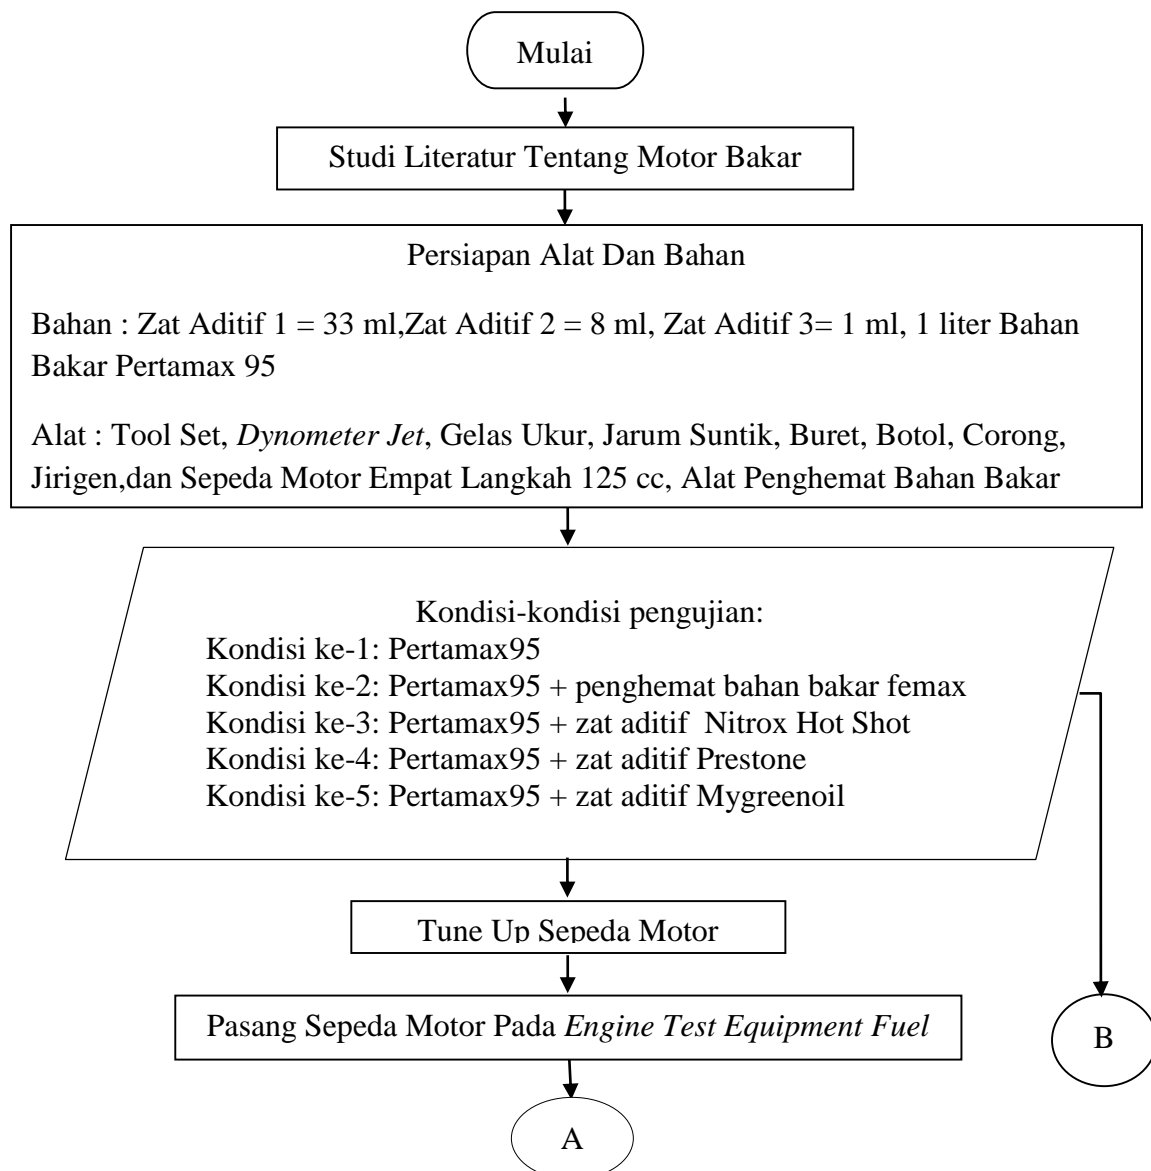 Mulai
Studi Literatur Tentang Motor Bakar
Persiapan Alat Dan Bahan
Bahan : Zat Aditif 1 = 33 ml,Zat Aditif 2 = 8 ml, Zat Aditif 3= 1 ml, 1 liter Bahan
Bakar Pertamax 95
Alat : Tool Set, Dynometer Jet, Gelas Ukur, Jarum Suntik, Buret, Botol, Corong,
Jirigen,dan Sepeda Motor Empat Langkah 125 cc, Alat Penghemat Bahan Bakar
Kondisi-kondisi pengujian:
Kondisi ke-1: Pertamax95
Kondisi ke-2: Pertamax95 + penghemat bahan bakar femax
Kondisi ke-3: Pertamax95 + zat aditif  Nitrox Hot Shot
Kondisi ke-4: Pertamax95 + zat aditif Prestone
Kondisi ke-5: Pertamax95 + zat aditif Mygreenoil
Tune Up Sepeda Motor
Pasang Sepeda Motor Pada Engine Test Equipment Fuel
B
A